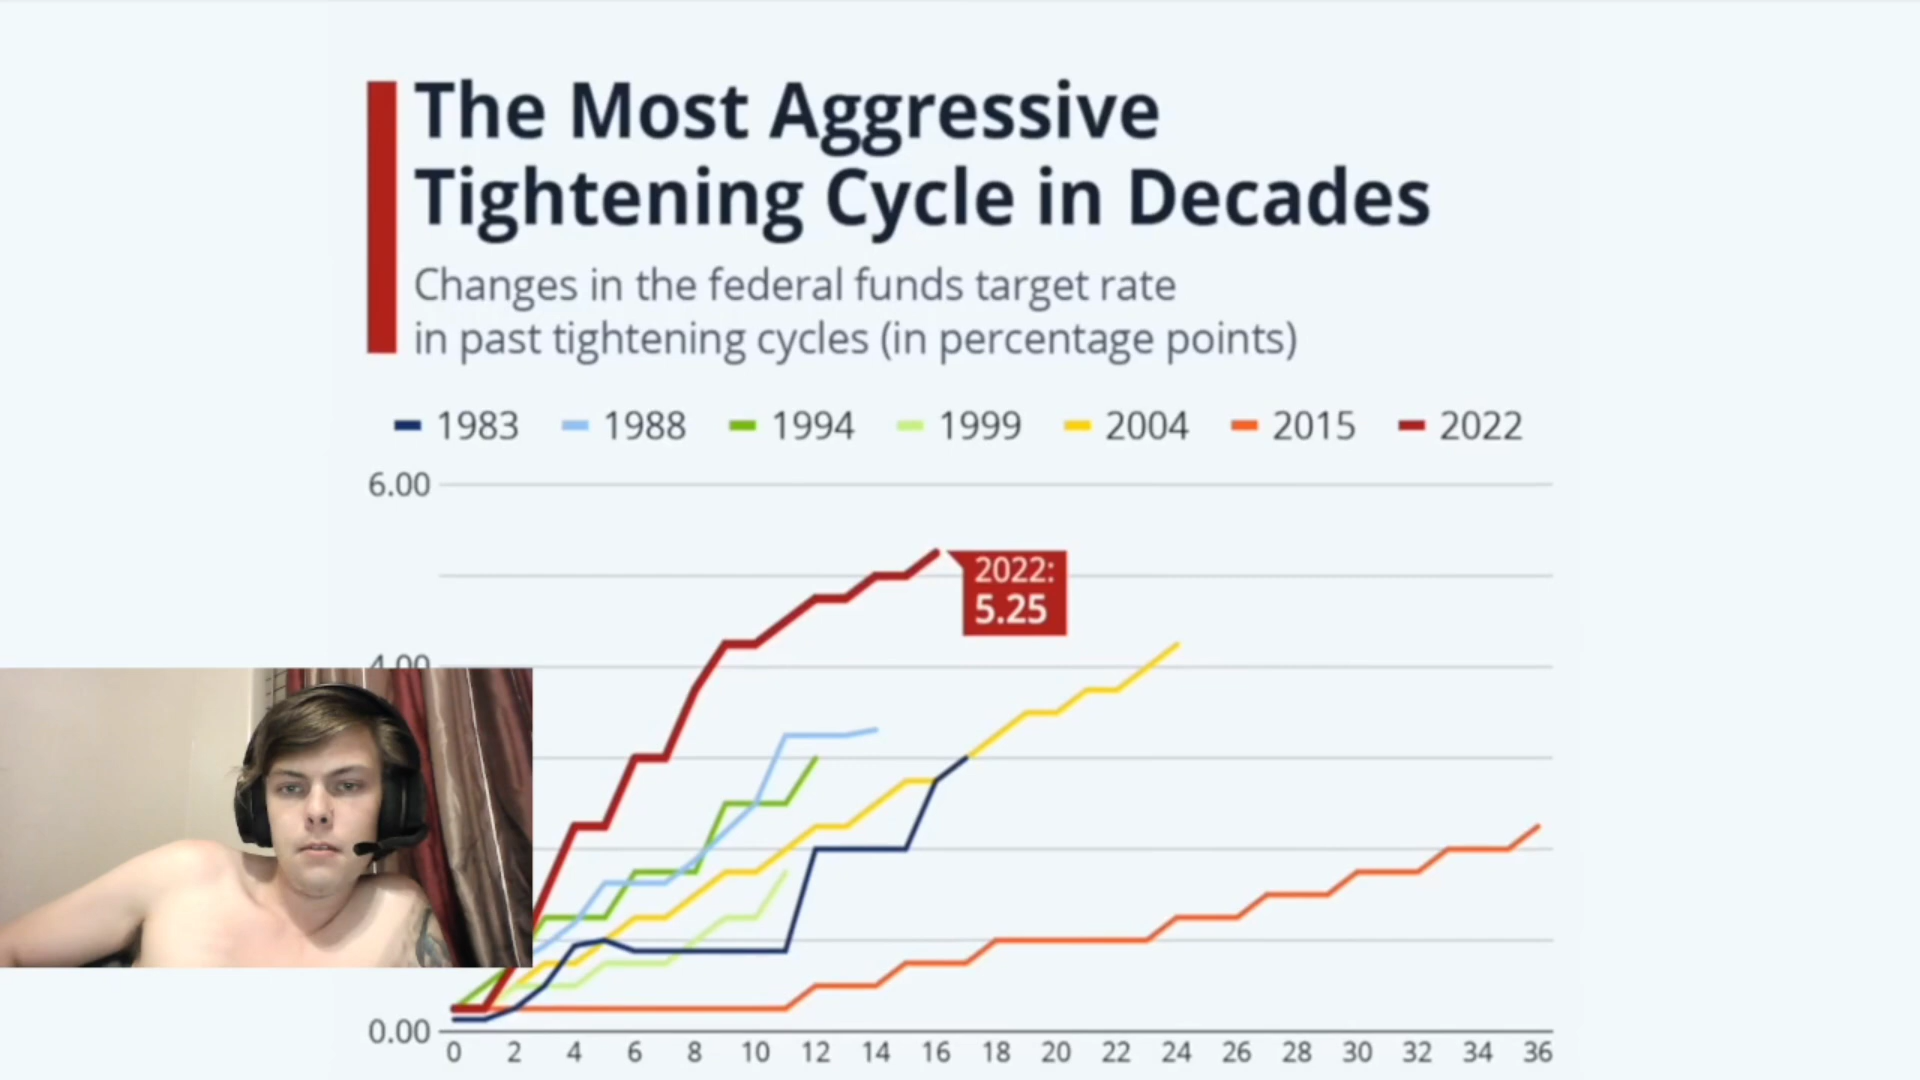 The Most Aggressive
Tightening Cycle in Decades
Changes in the federal funds target rate
in past tightening cycles (in percentage points)
1983 1988 1994 1999 2004 2015 2022
6.00
2022:
5.25
4.00
0.00
0 2 4 6 8 10 12 14 16 18 20 22 24 26 28 30 32 34 36